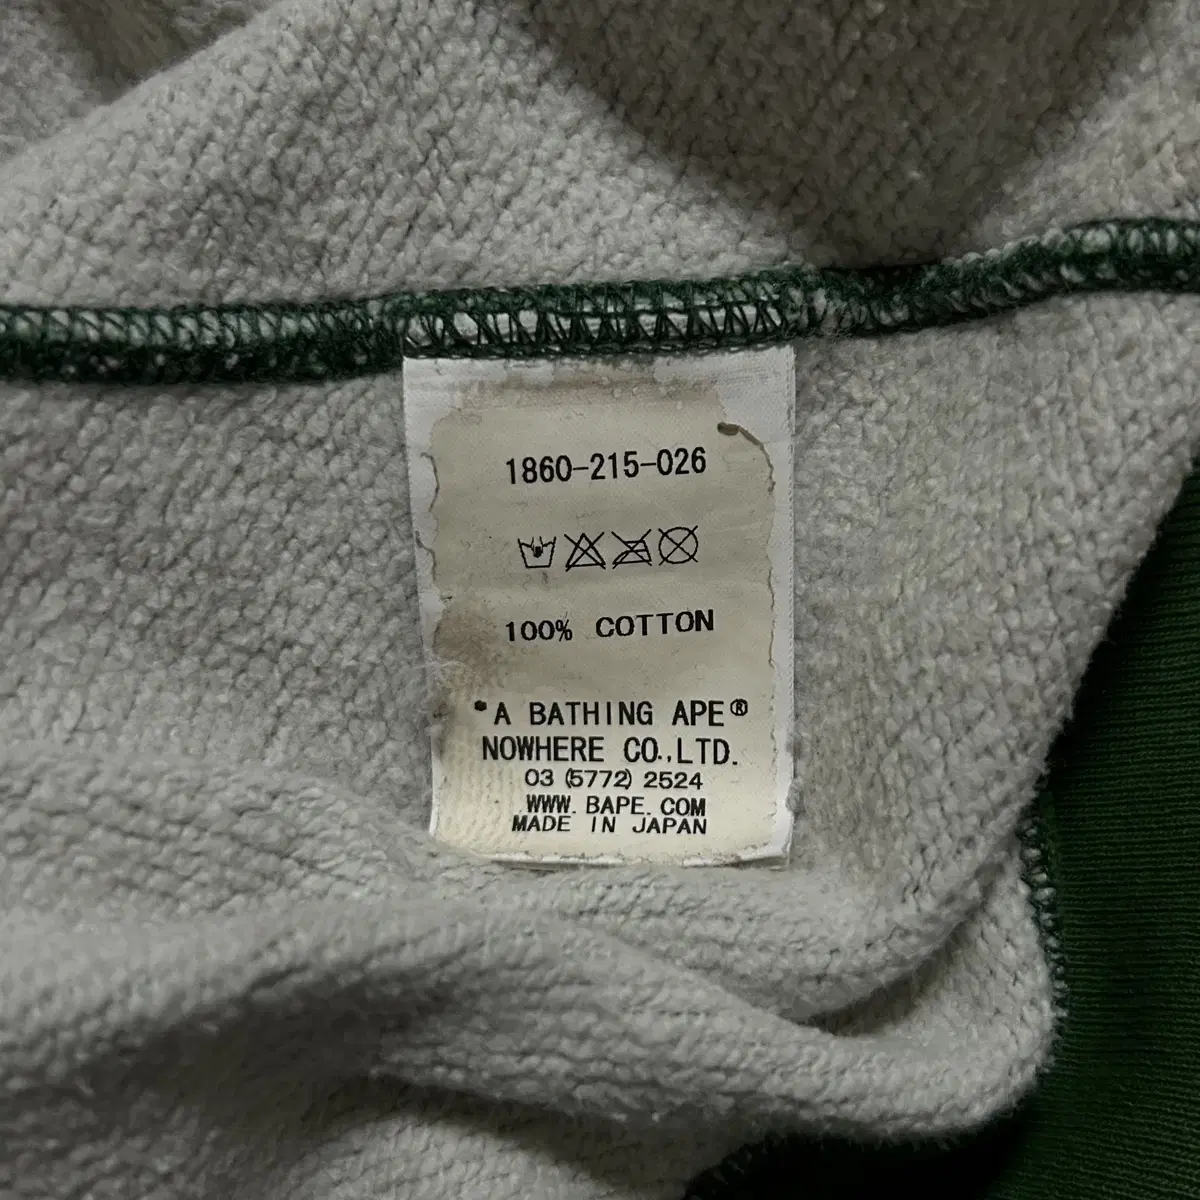 1860-215-026
100% COTTON
"A BATHING APE®
NOWHERE CO.,LTD.
03 (5772) 2524
WWW. BAPE. COM
MADE IN JAPAN